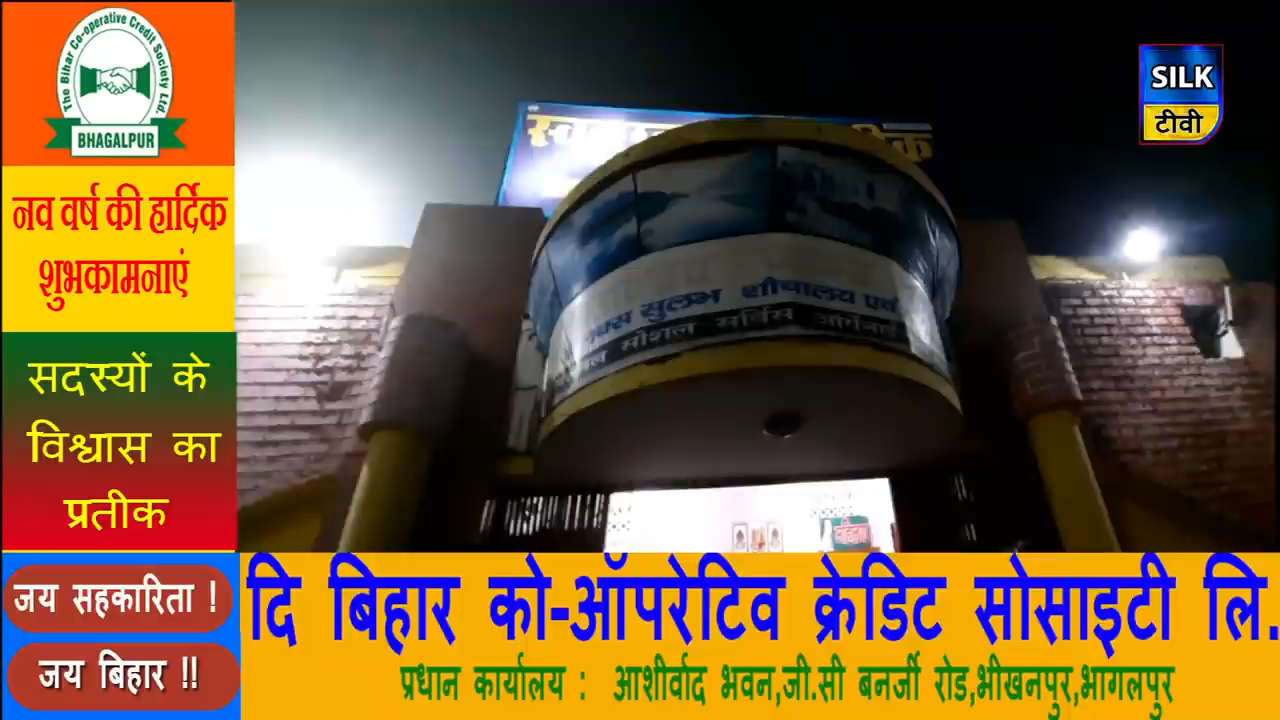 The Bihar Co-operative Credit Society Ltd.
BHAGALPUR
नव वर्ष की हार्दिक
शुभकामनाएं
सदस्यों के
विश्वास का
प्रतीक
जय सहकारिता !
जय बिहार !!
SILK
टीवी
सुलभ शौचालय एवं
सोशल सर्विस
दि बिहार को-ऑपरेटिव क्रेडिट सोसाइटी लि.
प्रधान कार्यालय : आशीर्वाद भवन,जी.सी बनर्जी रोड,भीखनपुर,भागलपुर